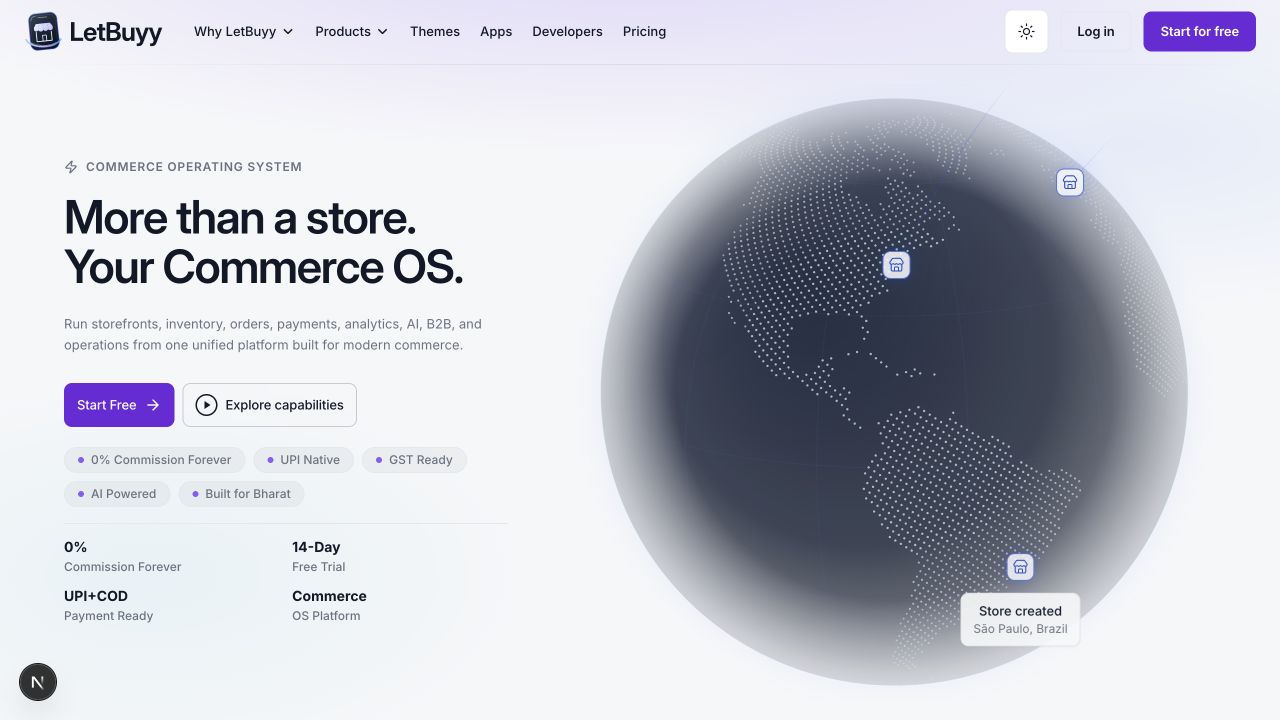 LetBuyy
Why LetBuyy
Products
Themes
Apps
Developers
Pricing
Log in
Start for free
COMMERCE OPERATING SYSTEM
More than a store.
Your Commerce OS.
Run storefronts, inventory, orders, payments, analytics, AI, B2B, and
operations from one unified platform built for modern commerce.
Start Free
Explore capabilities
0% Commission Forever
UPI Native
GST Ready
AI Powered
Built for Bharat
0%
Commission Forever
14-Day
Free Trial
UPI+COD
Payment Ready
Commerce
OS Platform
Store created
São Paulo, Brazil
N